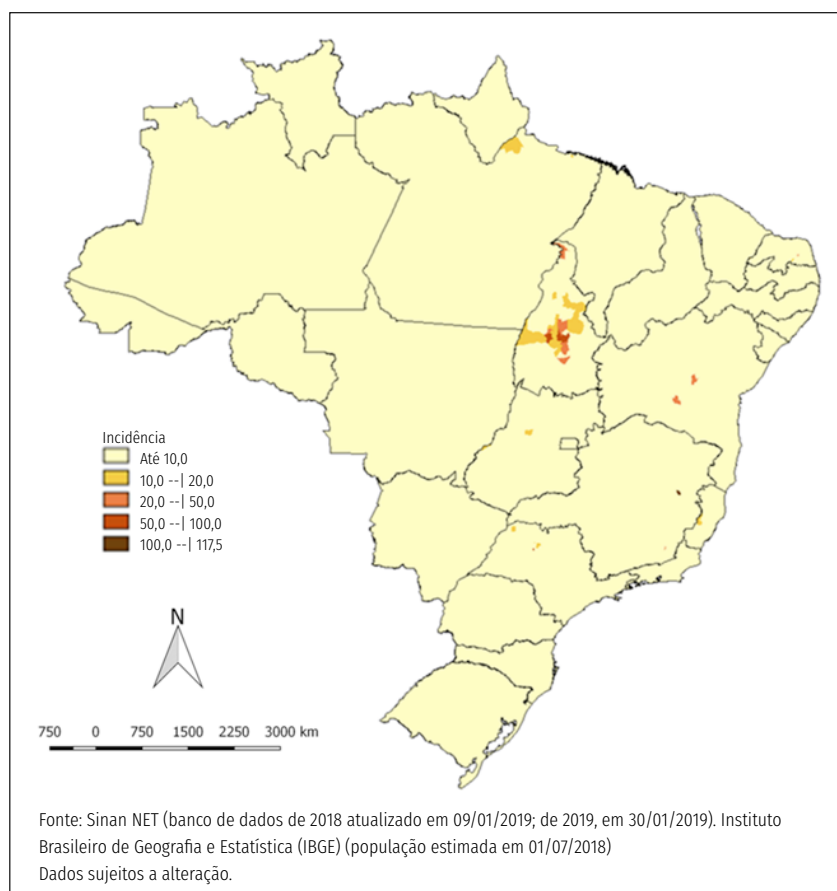 Incidência
Até 10,0
10,0 --| 20,0
20,0 --| 50,0
50,0 --| 100,0
100,0 --| 117,5
N
750 0 750 1500 2250 3000 km
Fonte: Sinan NET (banco de dados de 2018 atualizado em 09/01/2019; de 2019, em 30/01/2019). Instituto
Brasileiro de Geografia e Estatística (IBGE) (população estimada em 01/07/2018)
Dados sujeitos a alteração.